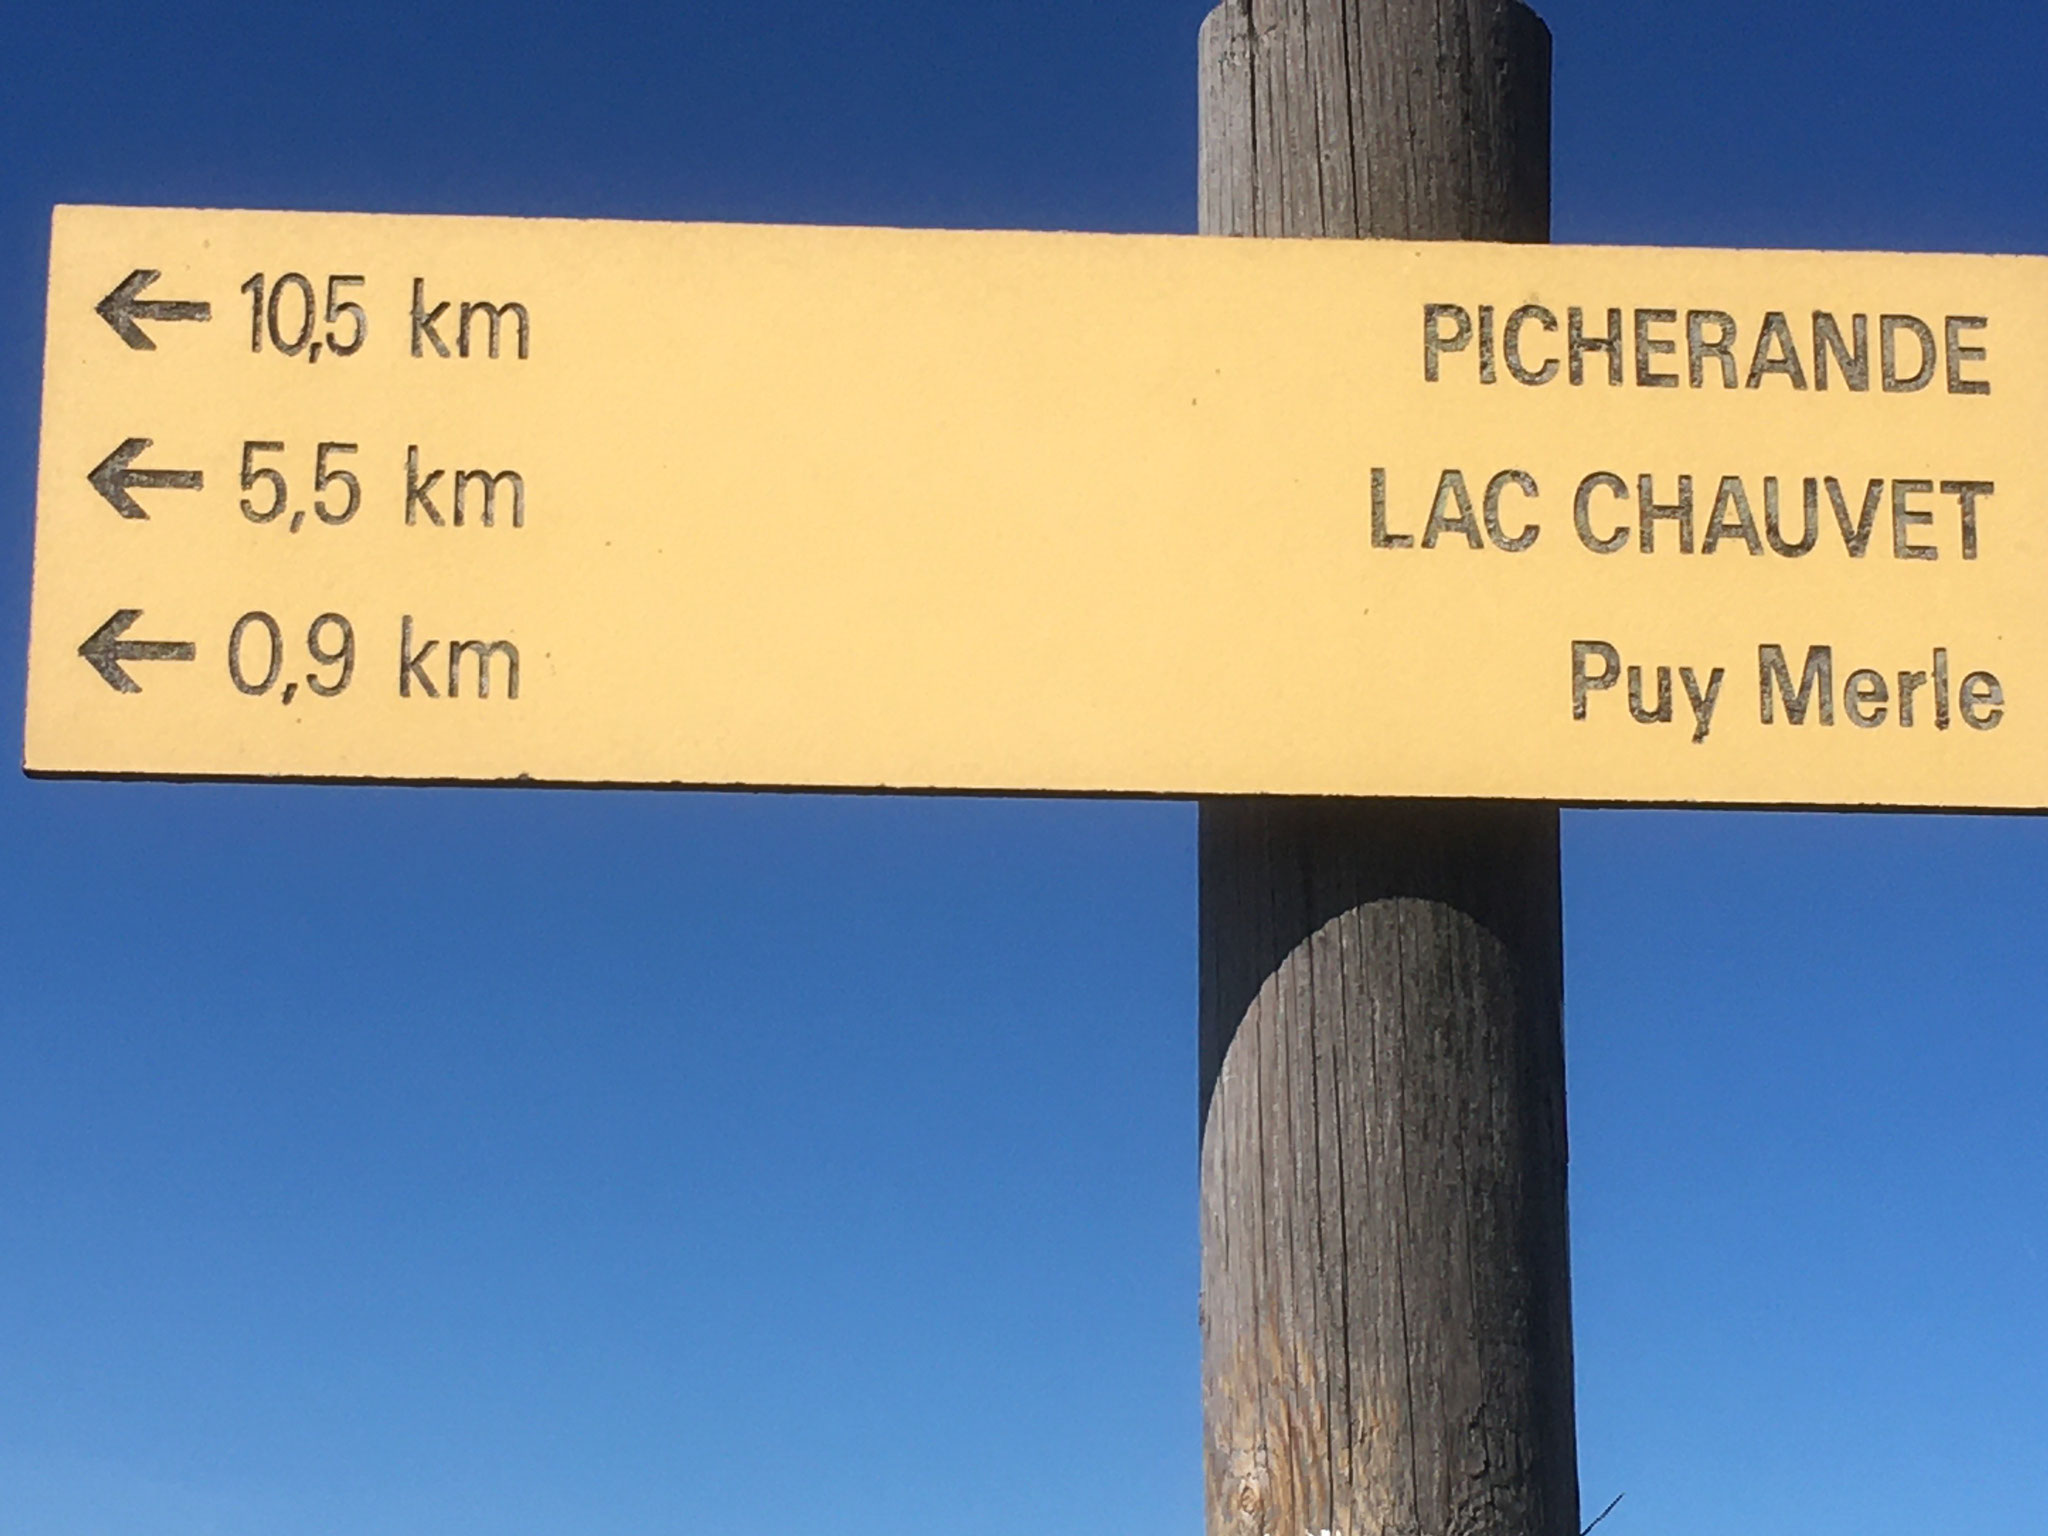 ← 10,5 km PICHERANDE
← 5,5 km LAC CHAUVET
← 0,9 km Puy Merle